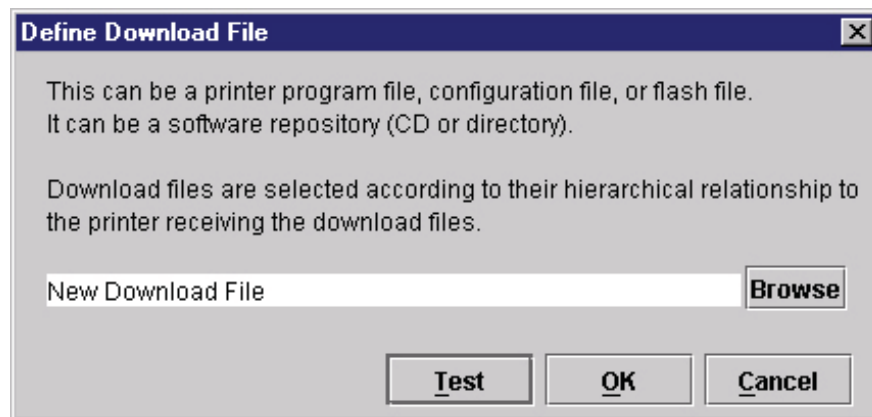 Define Download File
This can be a printer program file, configuration file, or flash file.
It can be a software repository (CD or directory).
Download files are selected according to their hierarchical relationship to
the printer receiving the download files.
New Download File
Browse
Test
OK
Cancel